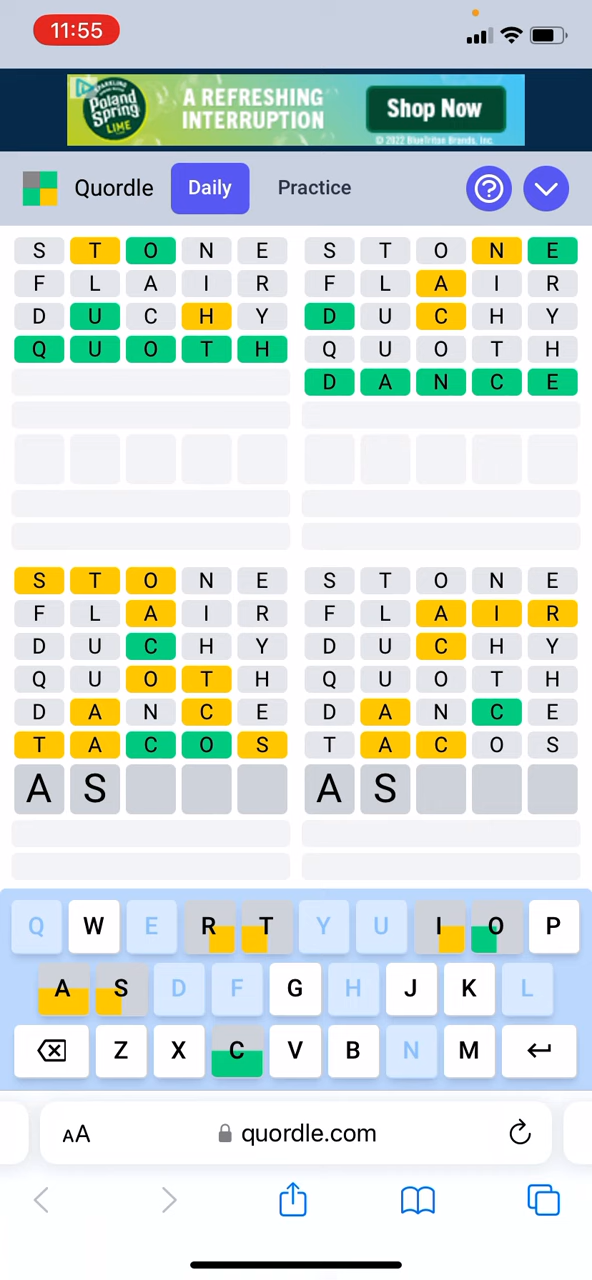 11:55
SPARKLING
Poland
Spring
LIME
A REFRESHING
INTERRUPTION
Shop Now
© 2022 BlueTriton Brands, Inc.
Quordle
Daily
Practice
?
S T O N E
S T O N E
F L A I R
F L A I R
D U C H Y
D U C H Y
Q U O T H
Q U O T H
D A N C E
S T O N E
S T O N E
F L A I R
F L A I R
D U C H Y
D U C H Y
Q U O T H
Q U O T H
D A N C E
D A N C E
T A C O S
T A C O S
A S
A S
Q W E R T Y U I O P
A S D F G H J K L
Z X C V B N M
AA
quordle.com